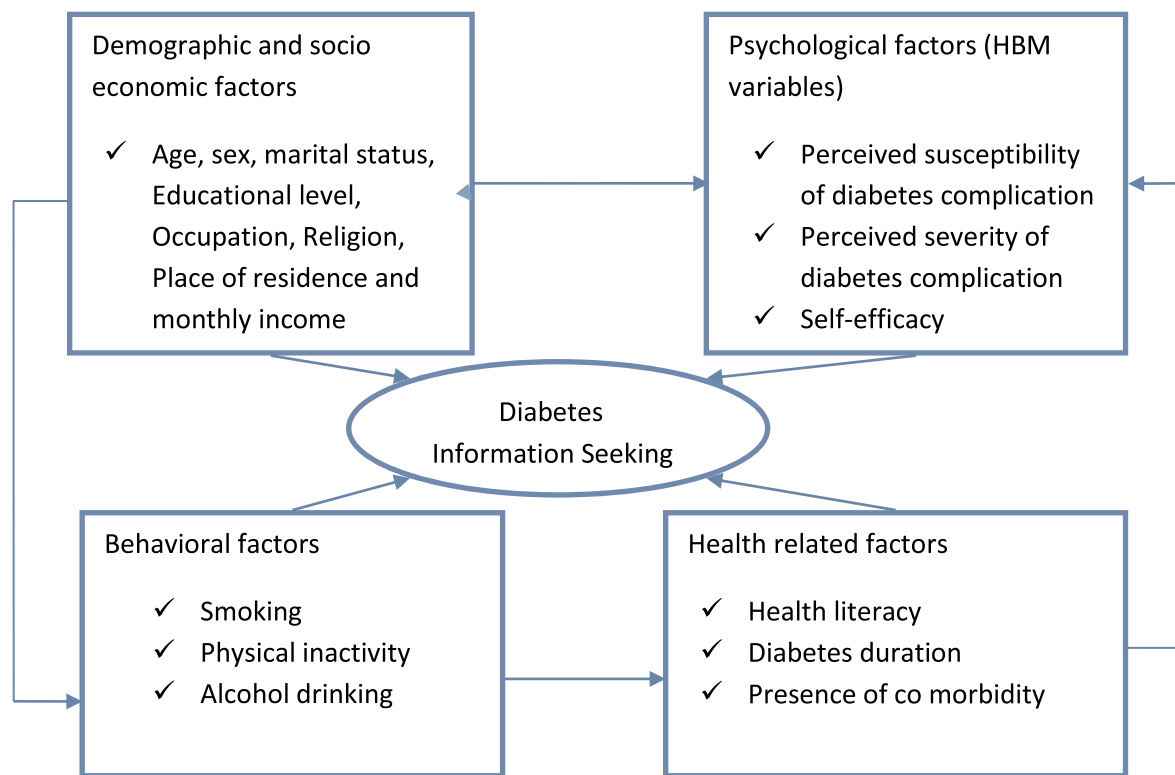 Demographic and socio
economic factors
✓ Age, sex, marital status,
Educational level,
Occupation, Religion,
Place of residence and
monthly income
Psychological factors (HBM
variables)
✓ Perceived susceptibility
of diabetes complication
✓ Perceived severity of
diabetes complication
✓ Self-efficacy
Diabetes
Information Seeking
Behavioral factors
✓ Smoking
✓ Physical inactivity
✓ Alcohol drinking
Health related factors
✓ Health literacy
✓ Diabetes duration
✓ Presence of co morbidity